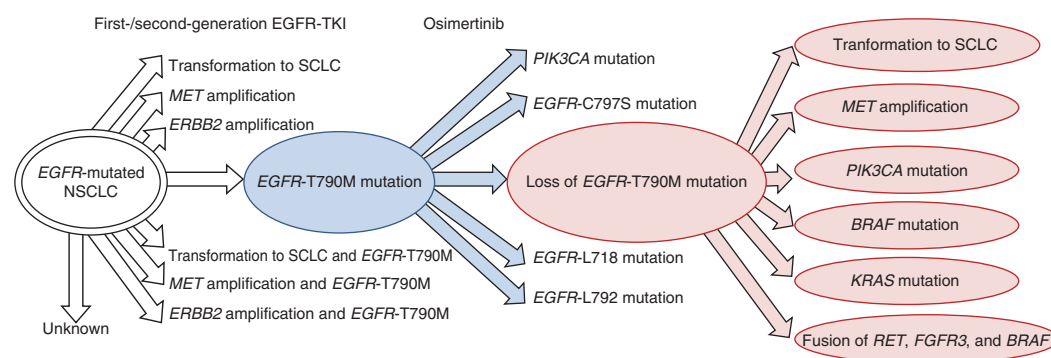 First-/second-generation EGFR-TKI
Osimertinib
Transformation to SCLC
MET amplification
ERBB2 amplification
EGFR-mutated
NSCLC
Transformation to SCLC and EGFR-T790M
MET amplification and EGFR-T790M
ERBB2 amplification and EGFR-T790M
Unknown
EGFR-T790M mutation
PIK3CA mutation
EGFR-C797S mutation
Loss of EGFR-T790M mutation
EGFR-L718 mutation
EGFR-L792 mutation
Tranformation to SCLC
MET amplification
PIK3CA mutation
BRAF mutation
KRAS mutation
Fusion of RET, FGFR3, and BRAF